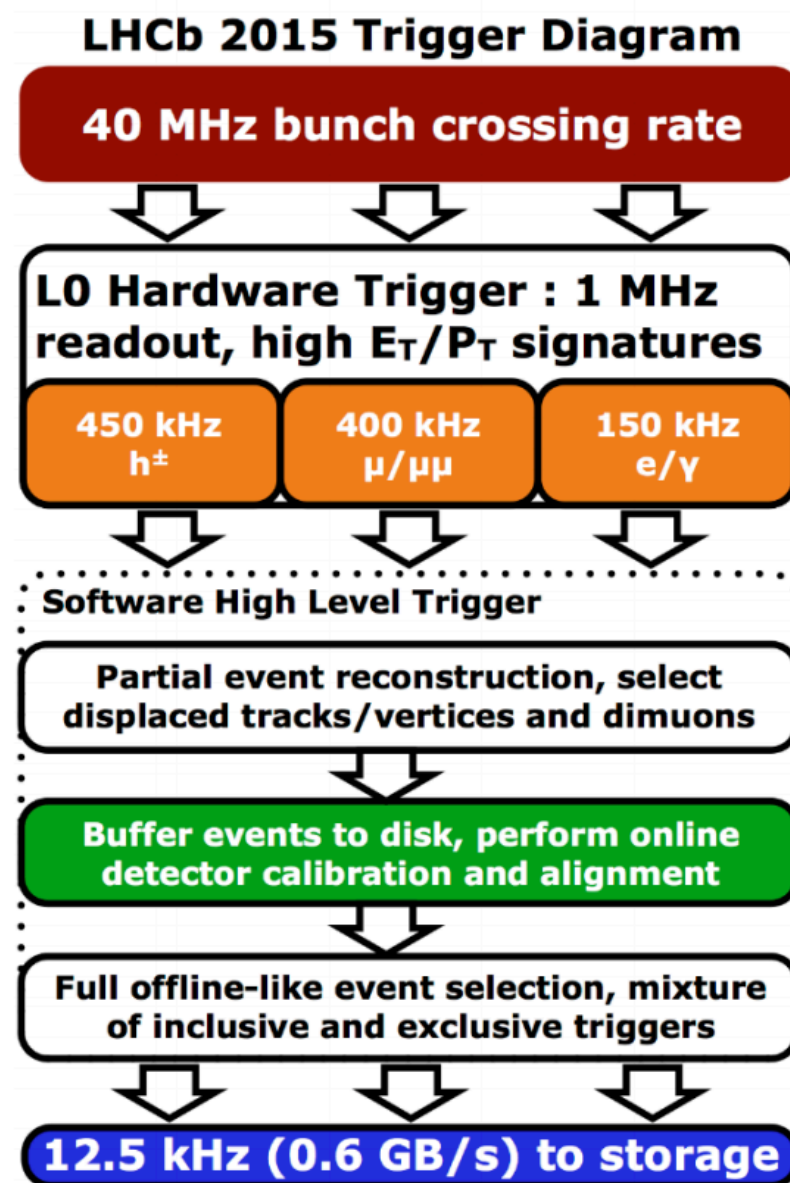 LHCb 2015 Trigger Diagram
40 MHz bunch crossing rate
L0 Hardware Trigger : 1 MHz
readout, high E_T/P_T signatures
450 kHz
h±
400 kHz
μ/μμ
150 kHz
e/γ
Software High Level Trigger
Partial event reconstruction, select
displaced tracks/vertices and dimuons
Buffer events to disk, perform online
detector calibration and alignment
Full offline-like event selection, mixture
of inclusive and exclusive triggers
12.5 kHz (0.6 GB/s) to storage